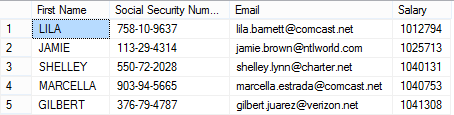 First Name Social Security Num... Email Salary
1 LILA 758-10-9637 lila.barnett@comcast.net 1012794
2 JAMIE 113-29-4314 jamie.brown@ntlworld.com 1025713
3 SHELLEY 550-72-2028 shelley.lynn@charter.net 1040131
4 MARCELLA 903-94-5665 marcella.estrada@comcast.net 1040753
5 GILBERT 376-79-4787 gilbert.juarez@verizon.net 1041308